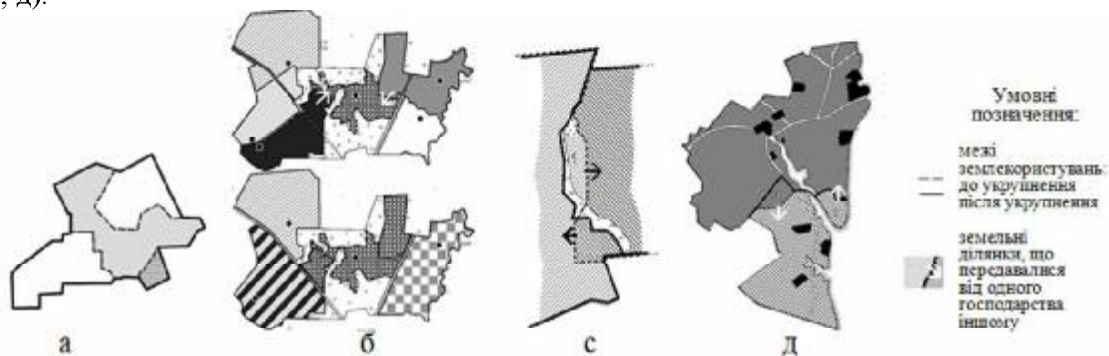 , д).
Умовні
позначення:
межі
землекористувань:
до укрупнення
після укрупнення
земельні
ділянки, що
передавалися
від одного
господарства
іншому
а б с д